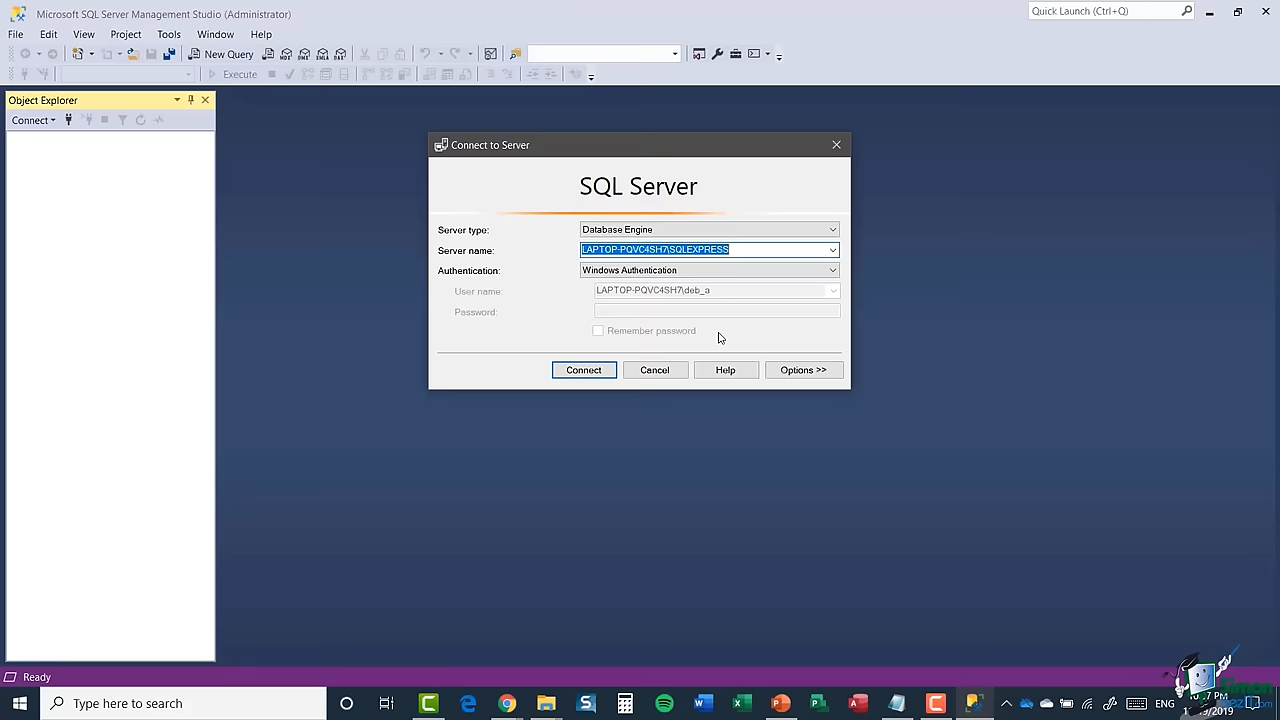 Microsoft SQL Server Management Studio (Administrator)
Quick Launch (Ctrl+Q)
File Edit View Project Tools Window Help
New Query
Execute
Object Explorer
Connect
Connect to Server
SQL Server
Server type: Database Engine
Server name: LAPTOP-PQVC4SH7\SQLEXPRESS
Authentication: Windows Authentication
User name: LAPTOP-PQVC4SH7\deb_a
Password:
Remember password
Connect Cancel Help Options >>
Ready
Type here to search
ENG